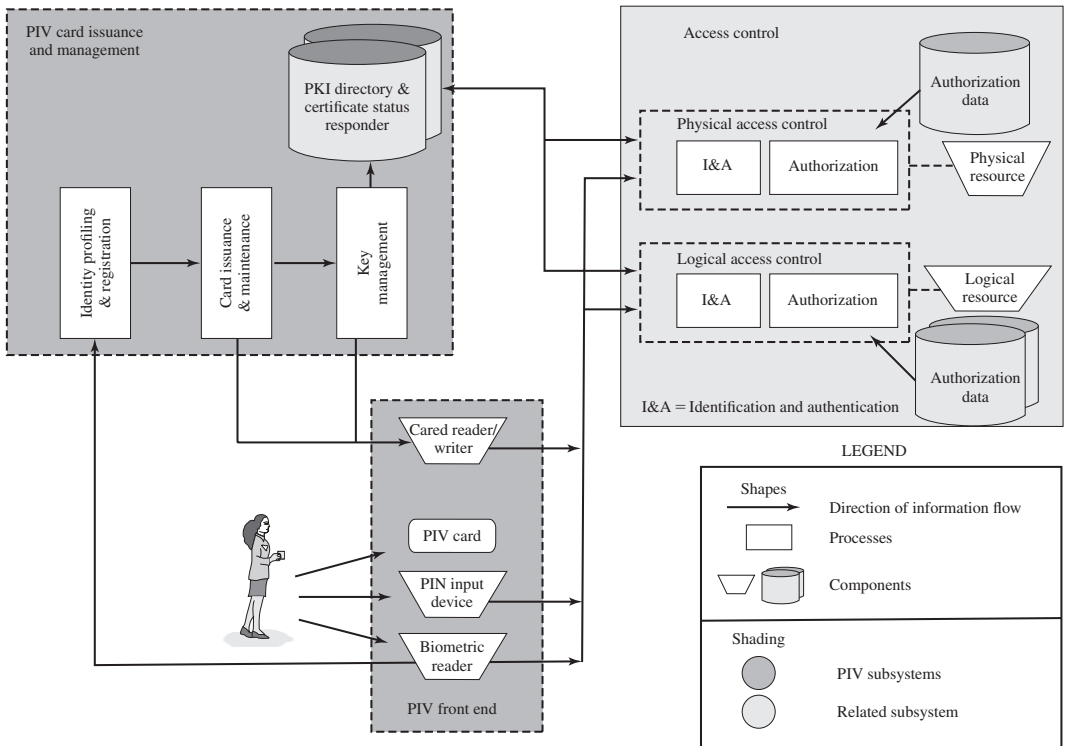 PIV card issuance
and management
PKI directory &
certificate status
responder
Identity profiling
& registration
Card issuance
& maintenance
Key
management
Access control
Authorization
data
Physical access control
I&A
Authorization
Physical
resource
Logical access control
I&A
Authorization
Logical
resource
Authorization
data
I&A = Identification and authentication
Cared reader/
writer
PIV card
PIN input
device
Biometric
reader
PIV front end
LEGEND
Shapes
Direction of information flow
Processes
Components
Shading
PIV subsystems
Related subsystem